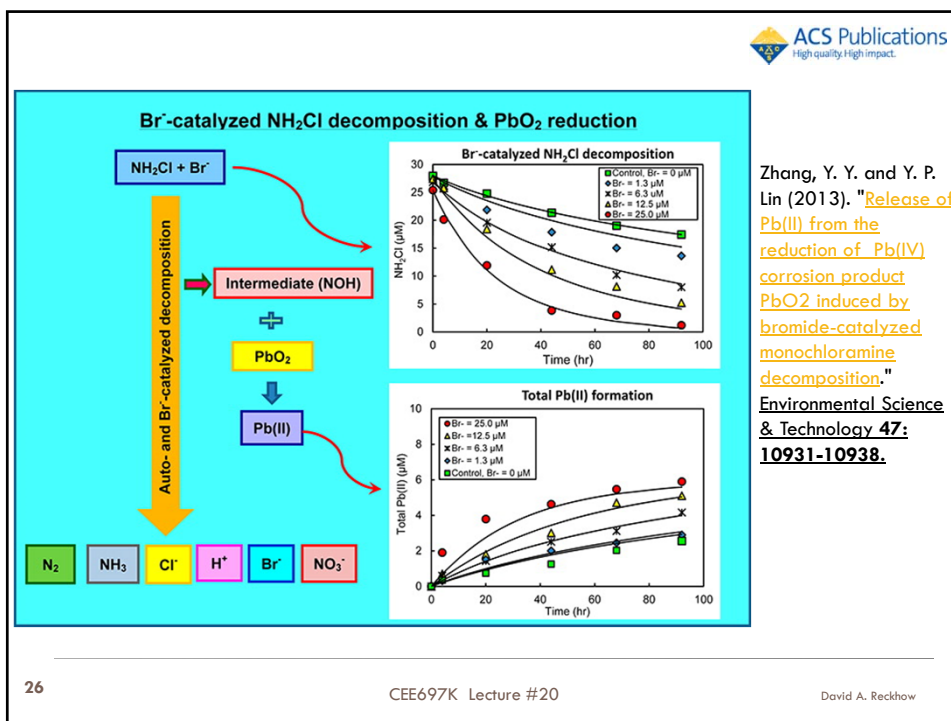 ACS Publications
High quality. High impact.
Br⁻-catalyzed NH₂Cl decomposition & PbO₂ reduction
NH₂Cl + Br⁻
Auto- and Br⁻-catalyzed decomposition
Intermediate (NOH)
PbO₂
Pb(II)
N₂
NH₃
Cl⁻
H⁺
Br⁻
NO₃⁻
Br⁻-catalyzed NH₂Cl decomposition
NH₂Cl (µM)
30
25
20
15
10
5
0
Control, Br- = 0 µM
Br- = 1.3 µM
Br- = 6.3 uM
Br- = 12.5 µM
Br- = 25.0 µM
0 20 40 60 80 100
Time (hr)
Total Pb(II) formation
Total Pb(II) (µM)
10
8
6
4
2
0
Br- = 25.0 µM
Br- =12.5 µM
Br- = 6.3 µM
Br- = 1.3 µM
Control, Br- = 0 µM
0 20 40 60 80 100
Time (hr)
Zhang, Y. Y. and Y. P.
Lin (2013). "Release of
Pb(II) from the
reduction of Pb(IV)
corrosion product
PbO2 induced by
bromide-catalyzed
monochloramine
decomposition."
Environmental Science
& Technology 47:
10931-10938.
26
CEE697K Lecture #20
David A. Reckhow